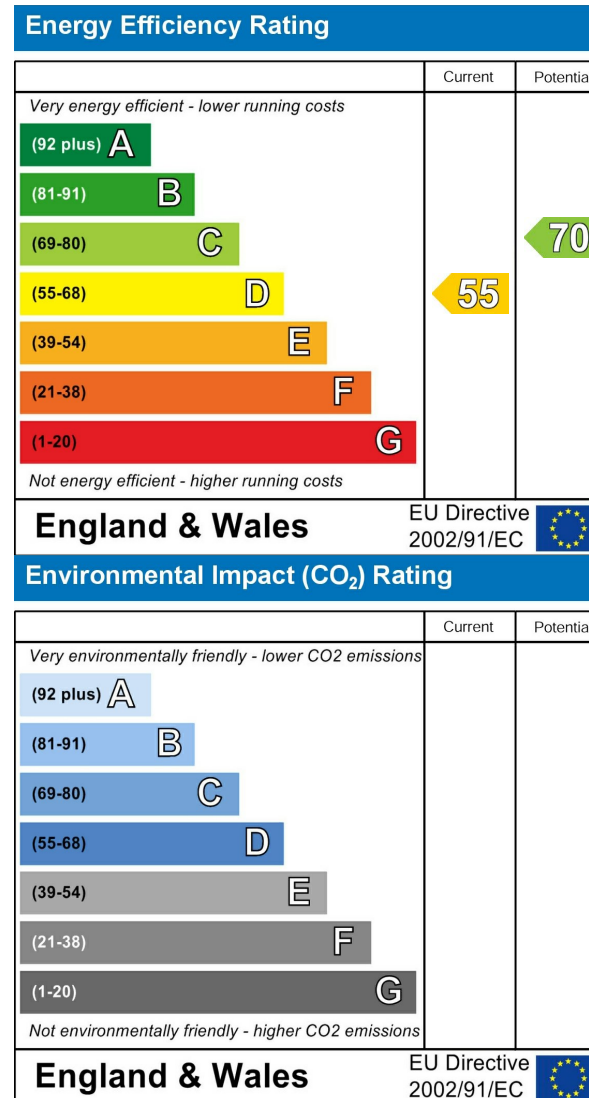 Energy Efficiency Rating
Current Potentia
Very energy efficient - lower running costs
(92 plus) A
(81-91) B
(69-80) C
70
(55-68) D
55
(39-54) E
(21-38) F
(1-20) G
Not energy efficient - higher running costs
England & Wales
EU Directive
2002/91/EC
Environmental Impact (CO₂) Rating
Current Potentia
Very environmentally friendly - lower CO2 emissions
(92 plus) A
(81-91) B
(69-80) C
(55-68) D
(39-54) E
(21-38) F
(1-20) G
Not environmentally friendly - higher CO2 emissions
England & Wales
EU Directive
2002/91/EC